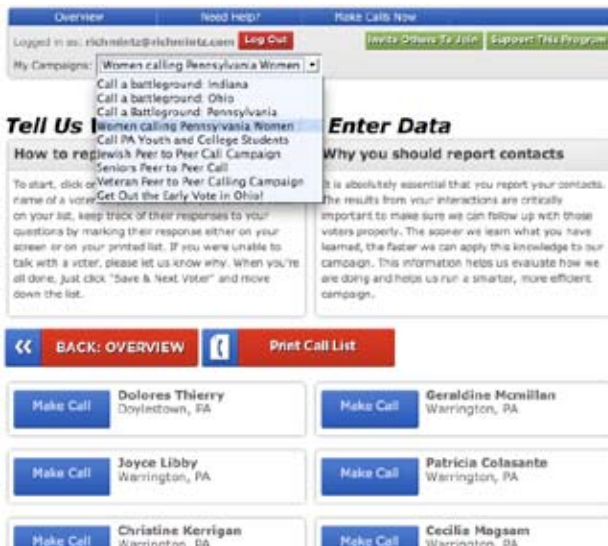 Overview Need Help? Make Calls Now
Logged in as: richmintz@richmintz.com Log Out Invite Others To Join Support This Program
My Campaigns: Women calling Pennsylvania Women
Call a battleground: Indiana
Call a battleground: Ohio
Call a Battleground: Pennsylvania
Women calling Pennsylvania Women
Call PA Youth and College Students
Jewish Peer to Peer Call Campaign
Seniors Peer to Peer Call
Veteran Peer to Peer Calling Campaign
Get Out the Early Vote in Ohio!
Tell Us Enter Data
How to
To start, click
name of a voter
on your list, keep track of their responses to your
questions by marking their response either on your
screen or on your printed list. If you were unable to
talk with a voter, please let us know why. When you're
all done, just click "Save & Next Voter" and move
down the list.
Why you should report contacts
It is absolutely essential that you report your contacts.
The results from your interactions are critically
important to make sure we can follow up with those
voters properly. The sooner we learn what you have
learned, the faster we can apply this knowledge to our
campaign. This information helps us evaluate how we
are doing and helps us run a smarter, more efficient
campaign.
BACK: OVERVIEW Print Call List
Make Call Dolores Thierry
Doylestown, PA
Make Call Geraldine Mcmillan
Warrington, PA
Make Call Joyce Libby
Warrington, PA
Make Call Patricia Colasante
Warrington, PA
Make Call Christine Kerrigan
Warrington, PA
Make Call Cecilia Magsam
Warrington, PA